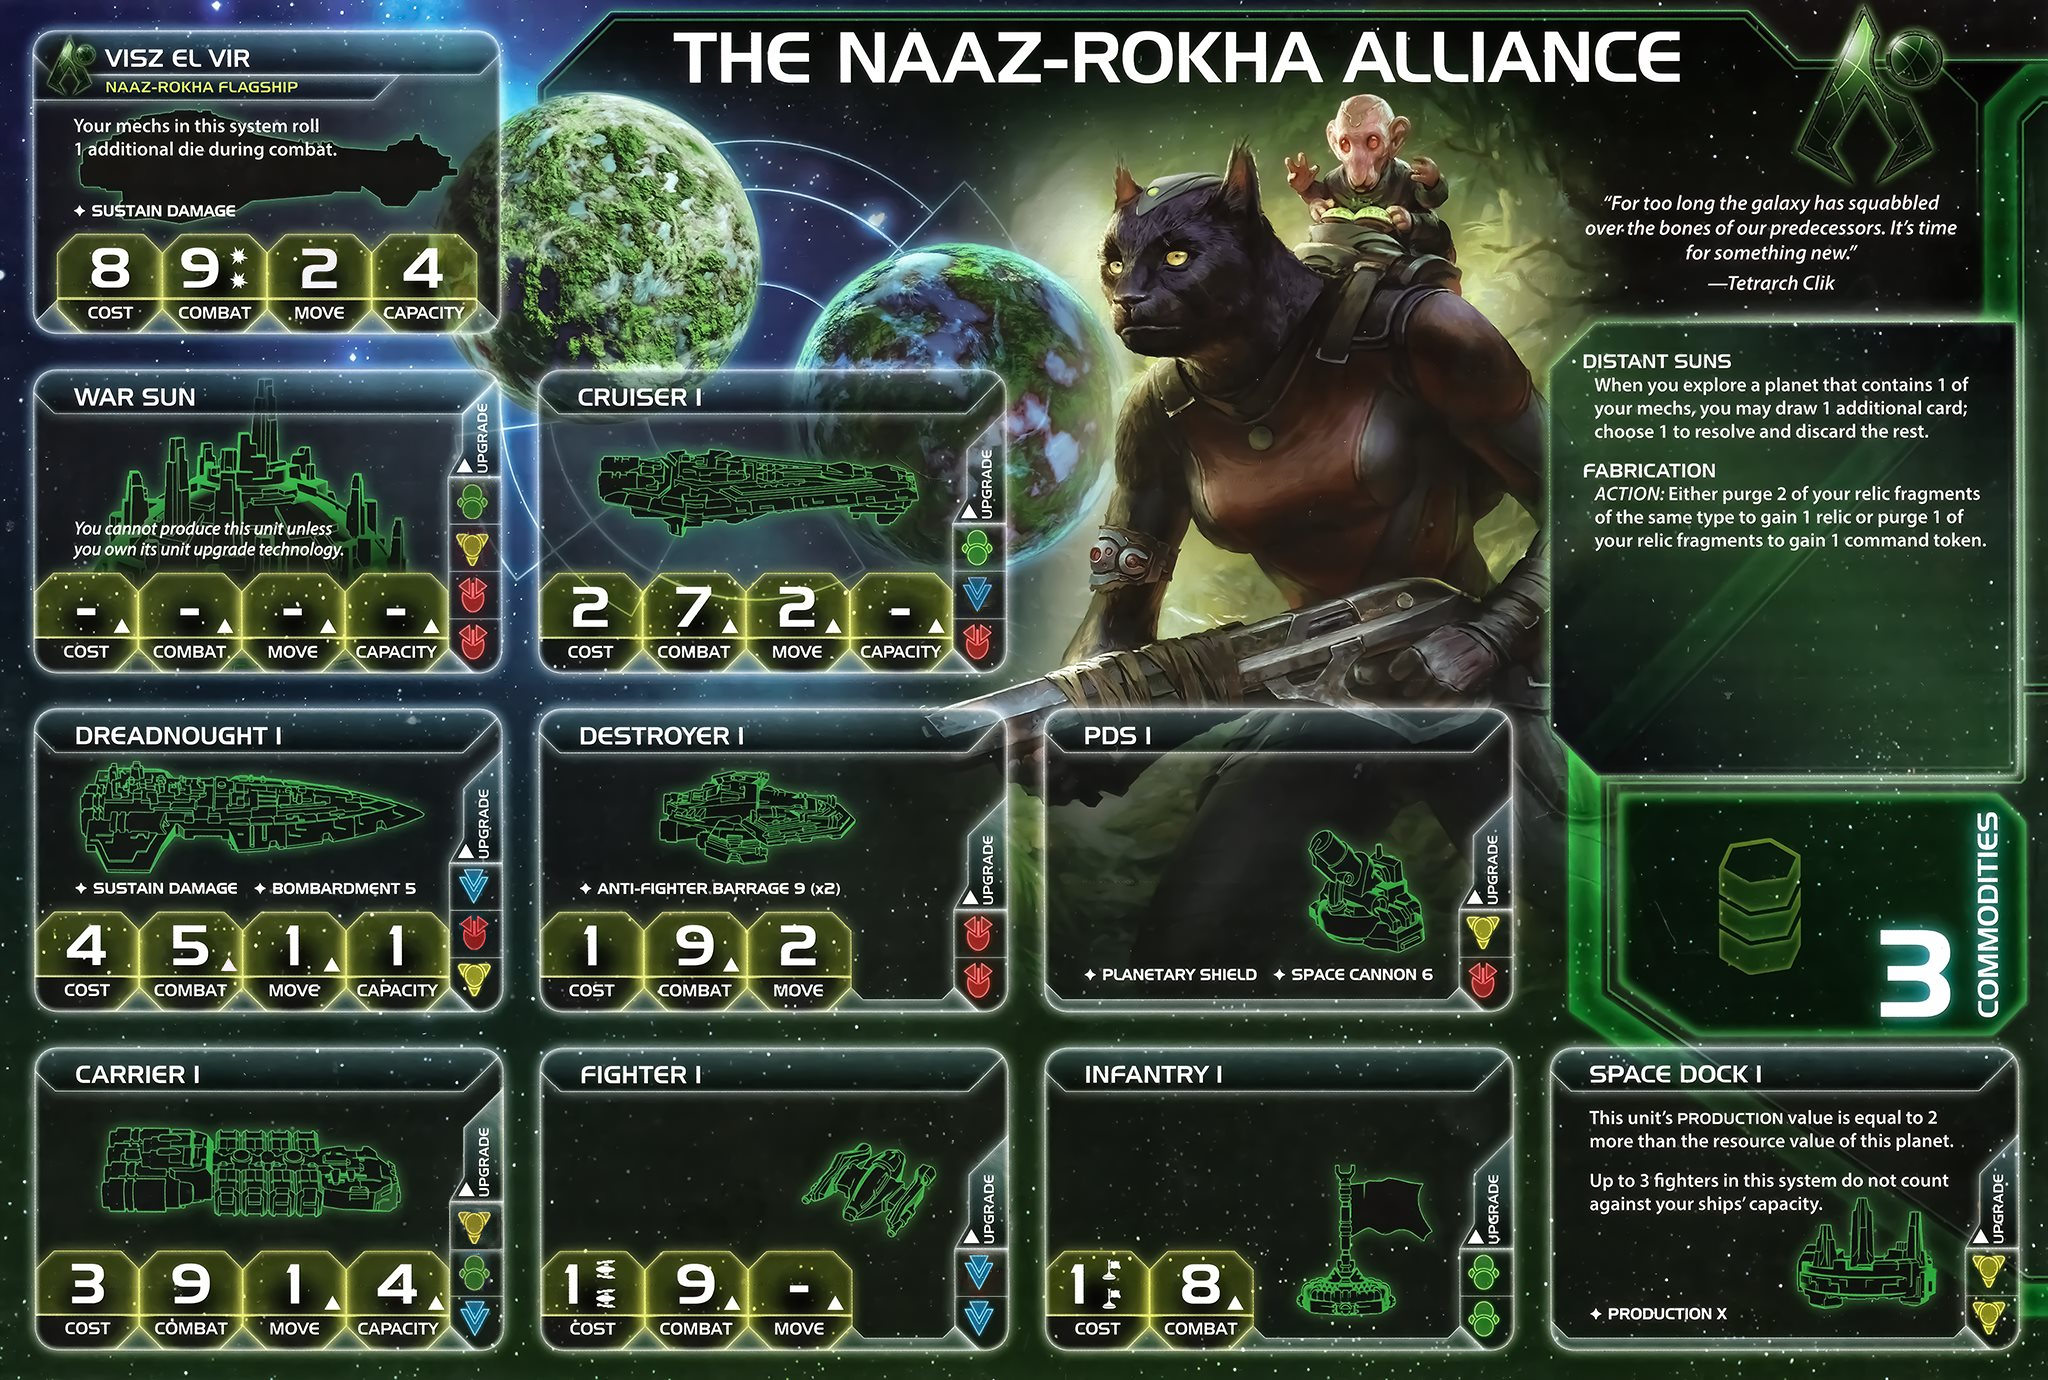 THE NAAZ-ROKHA ALLIANCE
VISZ EL VIR
NAAZ-ROKHA FLAGSHIP
Your mechs in this system roll
1 additional die during combat.
✦ SUSTAIN DAMAGE
8 9 2 4
COST COMBAT MOVE CAPACITY
“For too long the galaxy has squabbled
over the bones of our predecessors. It’s time
for something new.”
—Tetrarch Clik
WAR SUN
UPGRADE
You cannot produce this unit unless
you own its unit upgrade technology.
- - - -
COST COMBAT MOVE CAPACITY
CRUISER I
UPGRADE
2 7 2 -
COST COMBAT MOVE CAPACITY
DISTANT SUNS
When you explore a planet that contains 1 of
your mechs, you may draw 1 additional card;
choose 1 to resolve and discard the rest.
FABRICATION
ACTION: Either purge 2 of your relic fragments
of the same type to gain 1 relic or purge 1 of
your relic fragments to gain 1 command token.
DREADNOUGHT I
UPGRADE
✦ SUSTAIN DAMAGE ✦ BOMBARDMENT 5
4 5 1 1
COST COMBAT MOVE CAPACITY
DESTROYER I
UPGRADE
✦ ANTI-FIGHTER BARRAGE 9 (x2)
1 9 2
COST COMBAT MOVE
PDS I
UPGRADE
✦ PLANETARY SHIELD ✦ SPACE CANNON 6
3
COMMODITIES
CARRIER I
UPGRADE
3 9 1 4
COST COMBAT MOVE CAPACITY
FIGHTER I
UPGRADE
1 9 -
COST COMBAT MOVE
INFANTRY I
UPGRADE
1 8
COST COMBAT
SPACE DOCK I
This unit’s PRODUCTION value is equal to 2
more than the resource value of this planet.
Up to 3 fighters in this system do not count
against your ships’ capacity.
UPGRADE
✦ PRODUCTION X